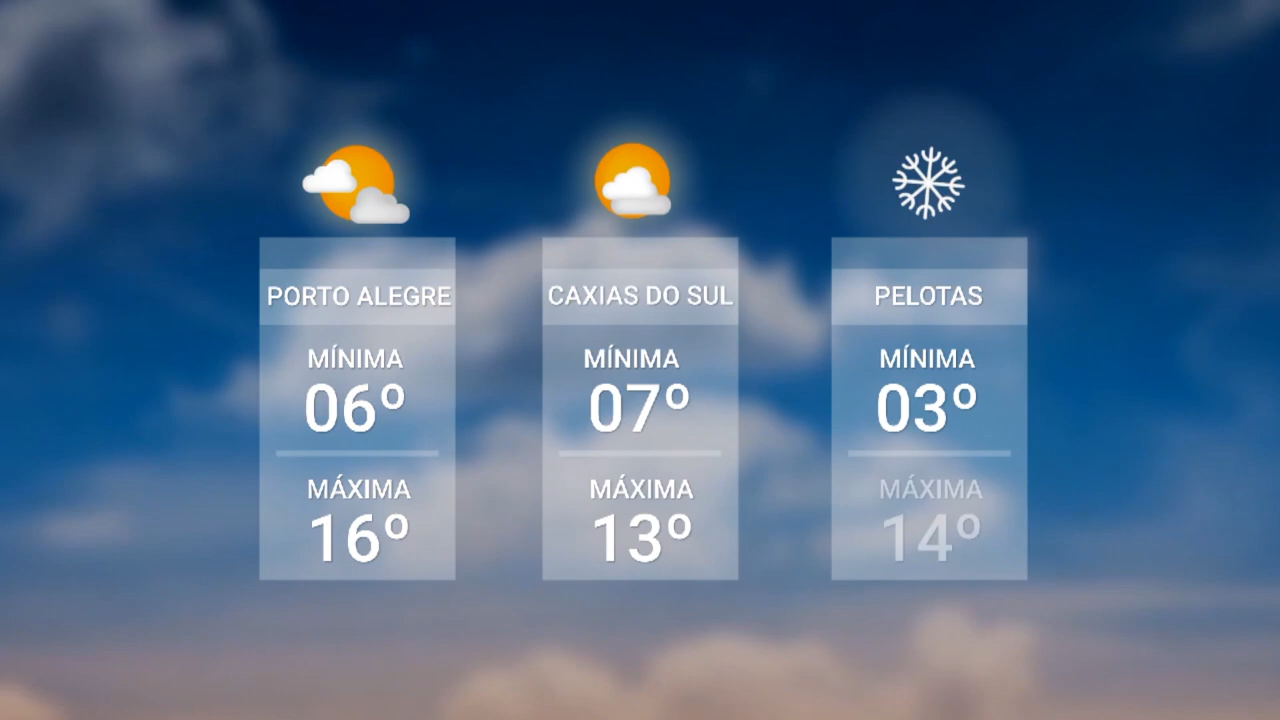 PORTO ALEGRE
MÍNIMA
06º
MÁXIMA
16º
CAXIAS DO SUL
MÍNIMA
07º
MÁXIMA
13º
PELOTAS
MÍNIMA
03º
MÁXIMA
14º